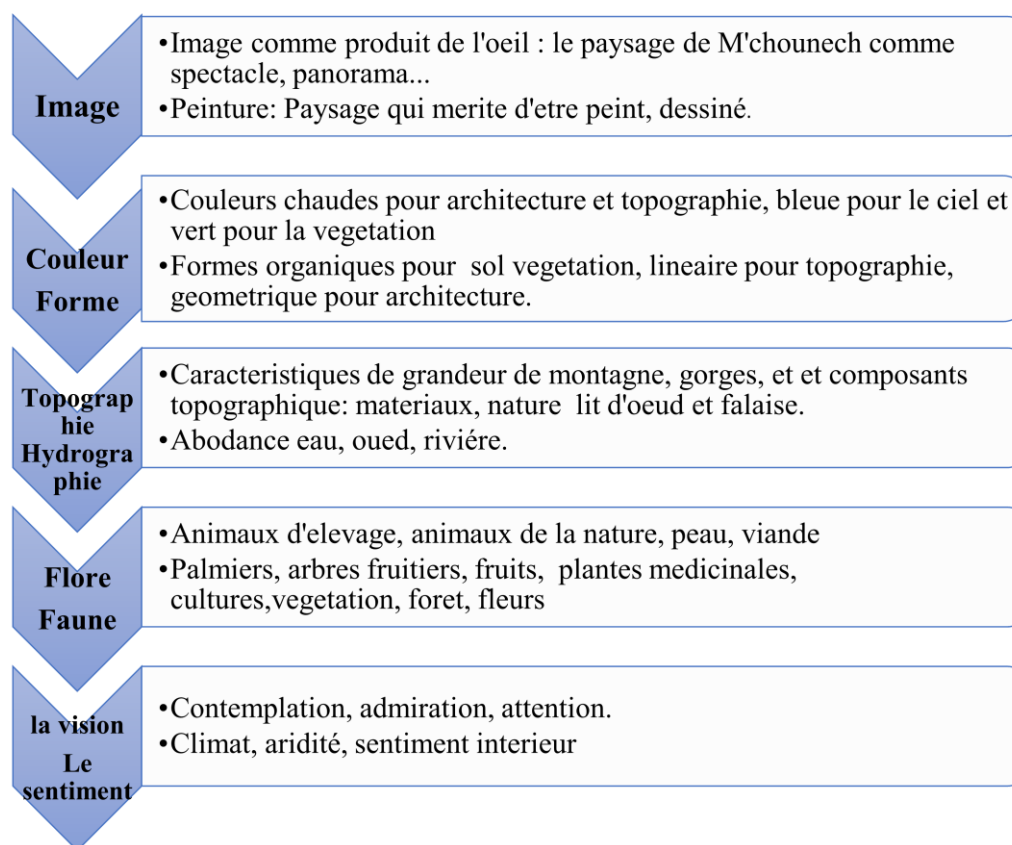 Image
•Image comme produit de l'oeil : le paysage de M'chounech comme
spectacle, panorama...
•Peinture: Paysage qui merite d'etre peint, dessiné.
Couleur
Forme
•Couleurs chaudes pour architecture et topographie, bleue pour le ciel et
vert pour la vegetation
•Formes organiques pour sol vegetation, lineaire pour topographie,
geometrique pour architecture.
Topograp
hie
Hydrogra
phie
•Caracteristiques de grandeur de montagne, gorges, et et composants
topographique: materiaux, nature lit d'oeud et falaise.
•Abodance eau, oued, riviére.
Flore
Faune
•Animaux d'elevage, animaux de la nature, peau, viande
•Palmiers, arbres fruitiers, fruits, plantes medicinales,
cultures,vegetation, foret, fleurs
la vision
Le
sentiment
•Contemplation, admiration, attention.
•Climat, aridité, sentiment interieur